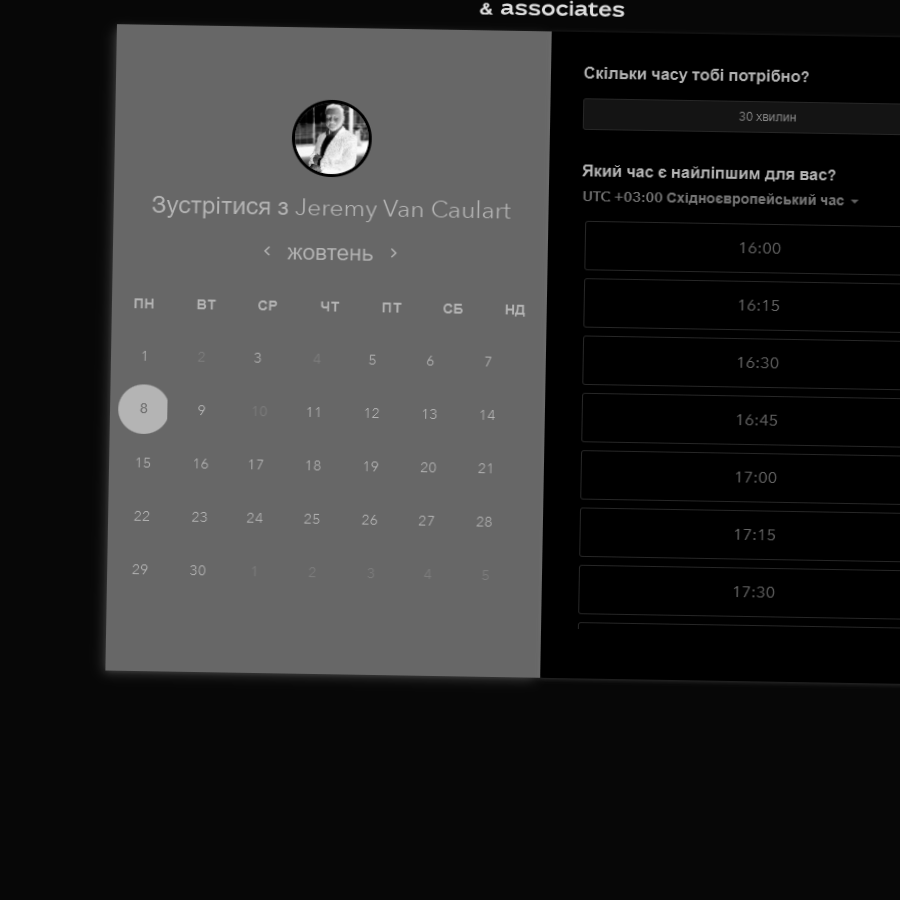 & associates
Зустрітися з Jeremy Van Caulart
< жовтень >
ПН ВТ СР ЧТ ПТ СБ НД
1 2 3 4 5 6 7
8 9 10 11 12 13 14
15 16 17 18 19 20 21
22 23 24 25 26 27 28
29 30 1 2 3 4 5
Скільки часу тобі потрібно?
30 хвилин
Який час є найліпшим для вас?
UTC +03:00 Східноєвропейський час
16:00
16:15
16:30
16:45
17:00
17:15
17:30